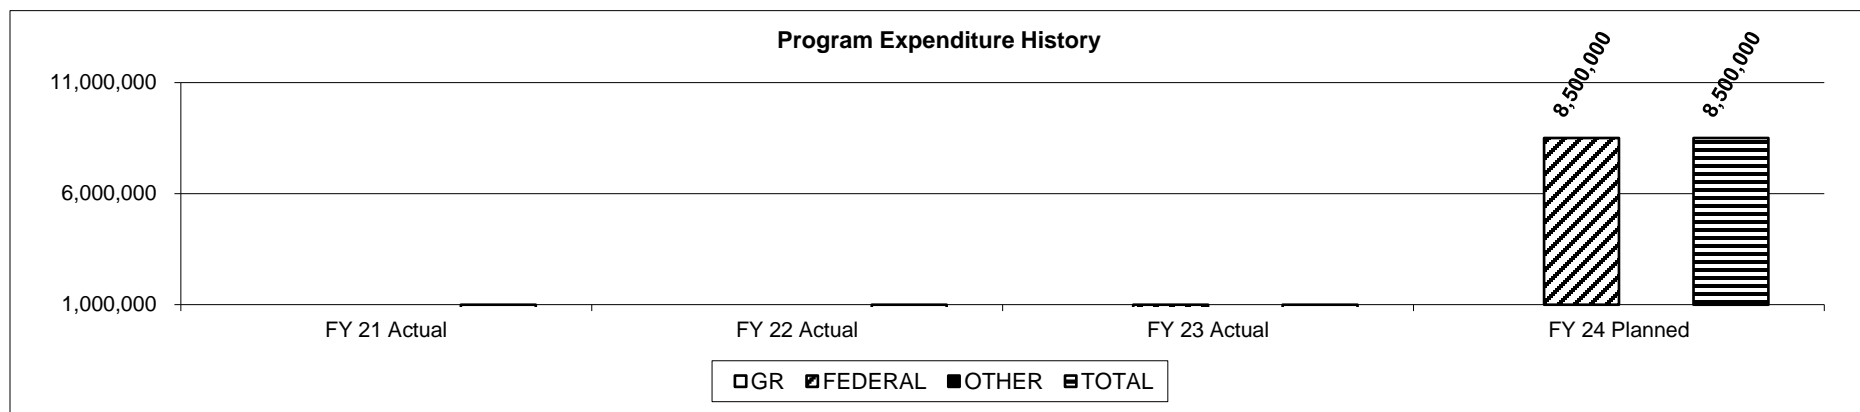 Program Expenditure History
8,500,000
8,500,000
11,000,000
6,000,000
1,000,000
FY 21 Actual
FY 22 Actual
FY 23 Actual
FY 24 Planned
GR
FEDERAL
OTHER
TOTAL